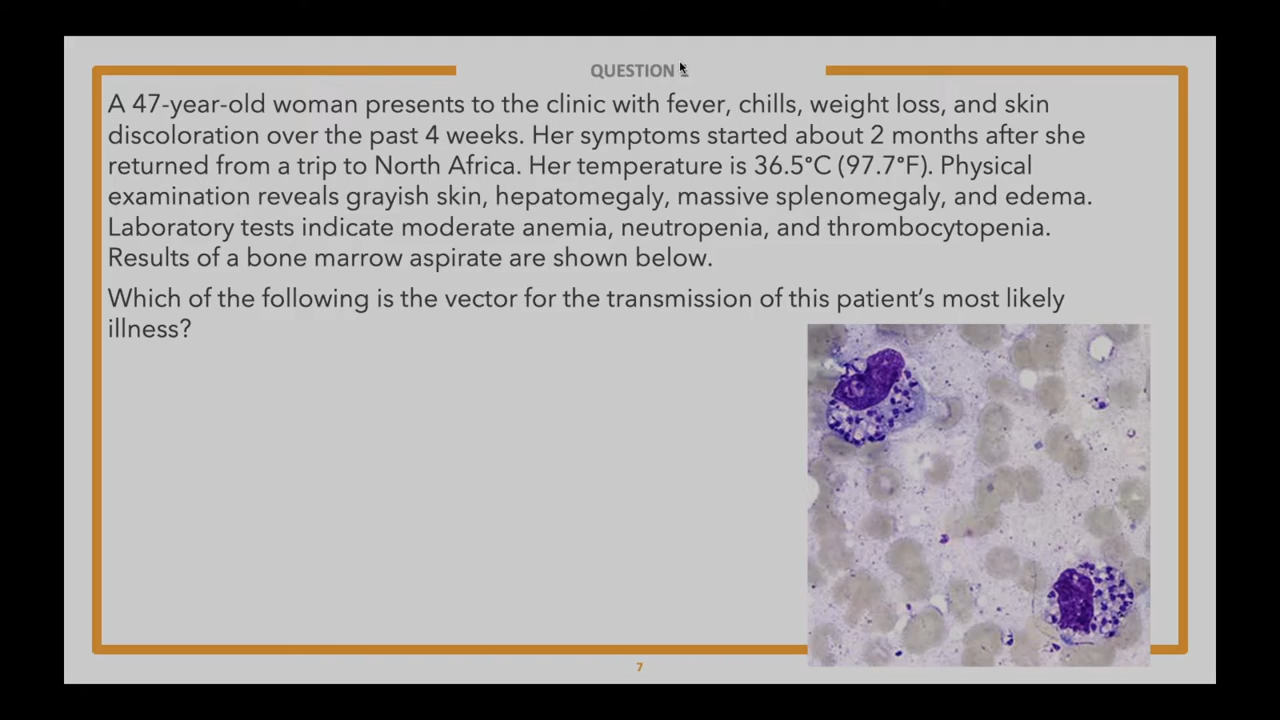 QUESTION
A 47-year-old woman presents to the clinic with fever, chills, weight loss, and skin
discoloration over the past 4 weeks. Her symptoms started about 2 months after she
returned from a trip to North Africa. Her temperature is 36.5°C (97.7°F). Physical
examination reveals grayish skin, hepatomegaly, massive splenomegaly, and edema.
Laboratory tests indicate moderate anemia, neutropenia, and thrombocytopenia.
Results of a bone marrow aspirate are shown below.
Which of the following is the vector for the transmission of this patient’s most likely
illness?
7